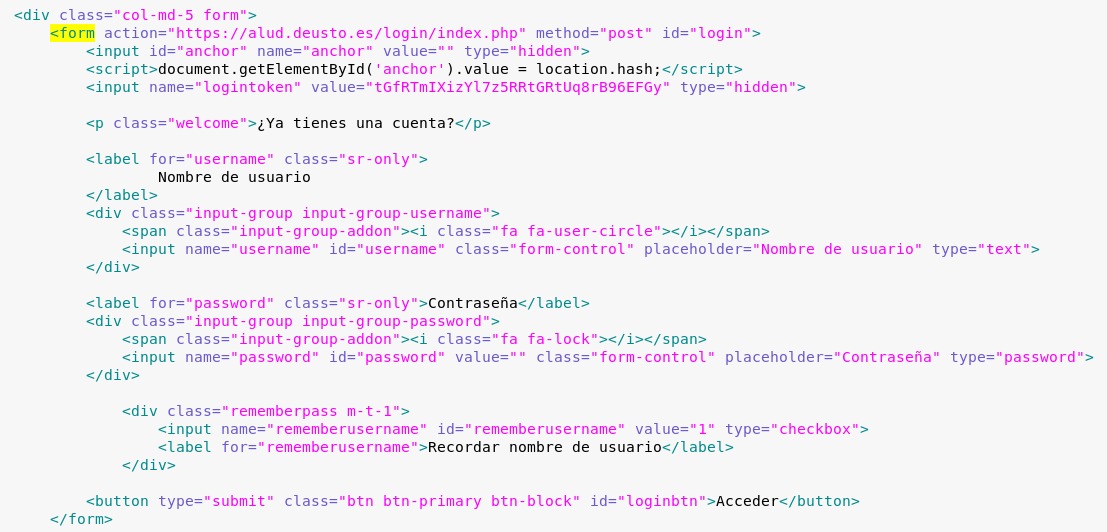 <div class="col-md-5 form">
<form action="https://alud.deusto.es/login/index.php" method="post" id="login">
<input id="anchor" name="anchor" value="" type="hidden">
<script>document.getElementById('anchor').value = location.hash;</script>
<input name="logintoken" value="tGfRTmIXizYl7z5RRtGRtUq8rB96EFGy" type="hidden">
<p class="welcome">¿Ya tienes una cuenta?</p>
<label for="username" class="sr-only">
Nombre de usuario
</label>
<div class="input-group input-group-username">
<span class="input-group-addon"><i class="fa fa-user-circle"></i></span>
<input name="username" id="username" class="form-control" placeholder="Nombre de usuario" type="text">
</div>
<label for="password" class="sr-only">Contraseña</label>
<div class="input-group input-group-password">
<span class="input-group-addon"><i class="fa fa-lock"></i></span>
<input name="password" id="password" value="" class="form-control" placeholder="Contraseña" type="password">
</div>
<div class="rememberpass m-t-1">
<input name="rememberusername" id="rememberusername" value="1" type="checkbox">
<label for="rememberusername">Recordar nombre de usuario</label>
</div>
<button type="submit" class="btn btn-primary btn-block" id="loginbtn">Acceder</button>
</form>